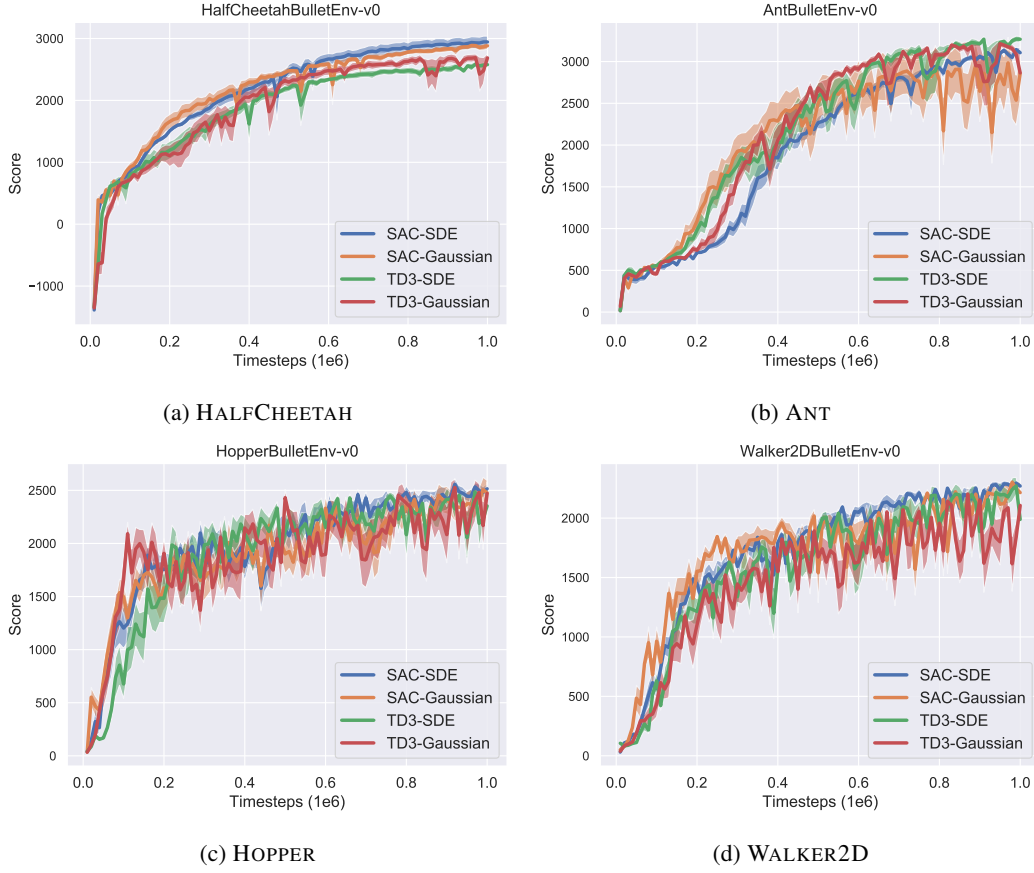 HalfCheetahBulletEnv-v0
3000
2000
1000
0
−1000
Score
SAC-SDE
SAC-Gaussian
TD3-SDE
TD3-Gaussian
0.0 0.2 0.4 0.6 0.8 1.0
Timesteps (1e6)
(a) HALFCHEETAH
AntBulletEnv-v0
3000
2500
2000
1500
1000
500
0
Score
SAC-SDE
SAC-Gaussian
TD3-SDE
TD3-Gaussian
0.0 0.2 0.4 0.6 0.8 1.0
Timesteps (1e6)
(b) ANT
HopperBulletEnv-v0
2500
2000
1500
1000
500
0
Score
SAC-SDE
SAC-Gaussian
TD3-SDE
TD3-Gaussian
0.0 0.2 0.4 0.6 0.8 1.0
Timesteps (1e6)
(c) HOPPER
Walker2DBulletEnv-v0
2000
1500
1000
500
0
Score
SAC-SDE
SAC-Gaussian
TD3-SDE
TD3-Gaussian
0.0 0.2 0.4 0.6 0.8 1.0
Timesteps (1e6)
(d) WALKER2D